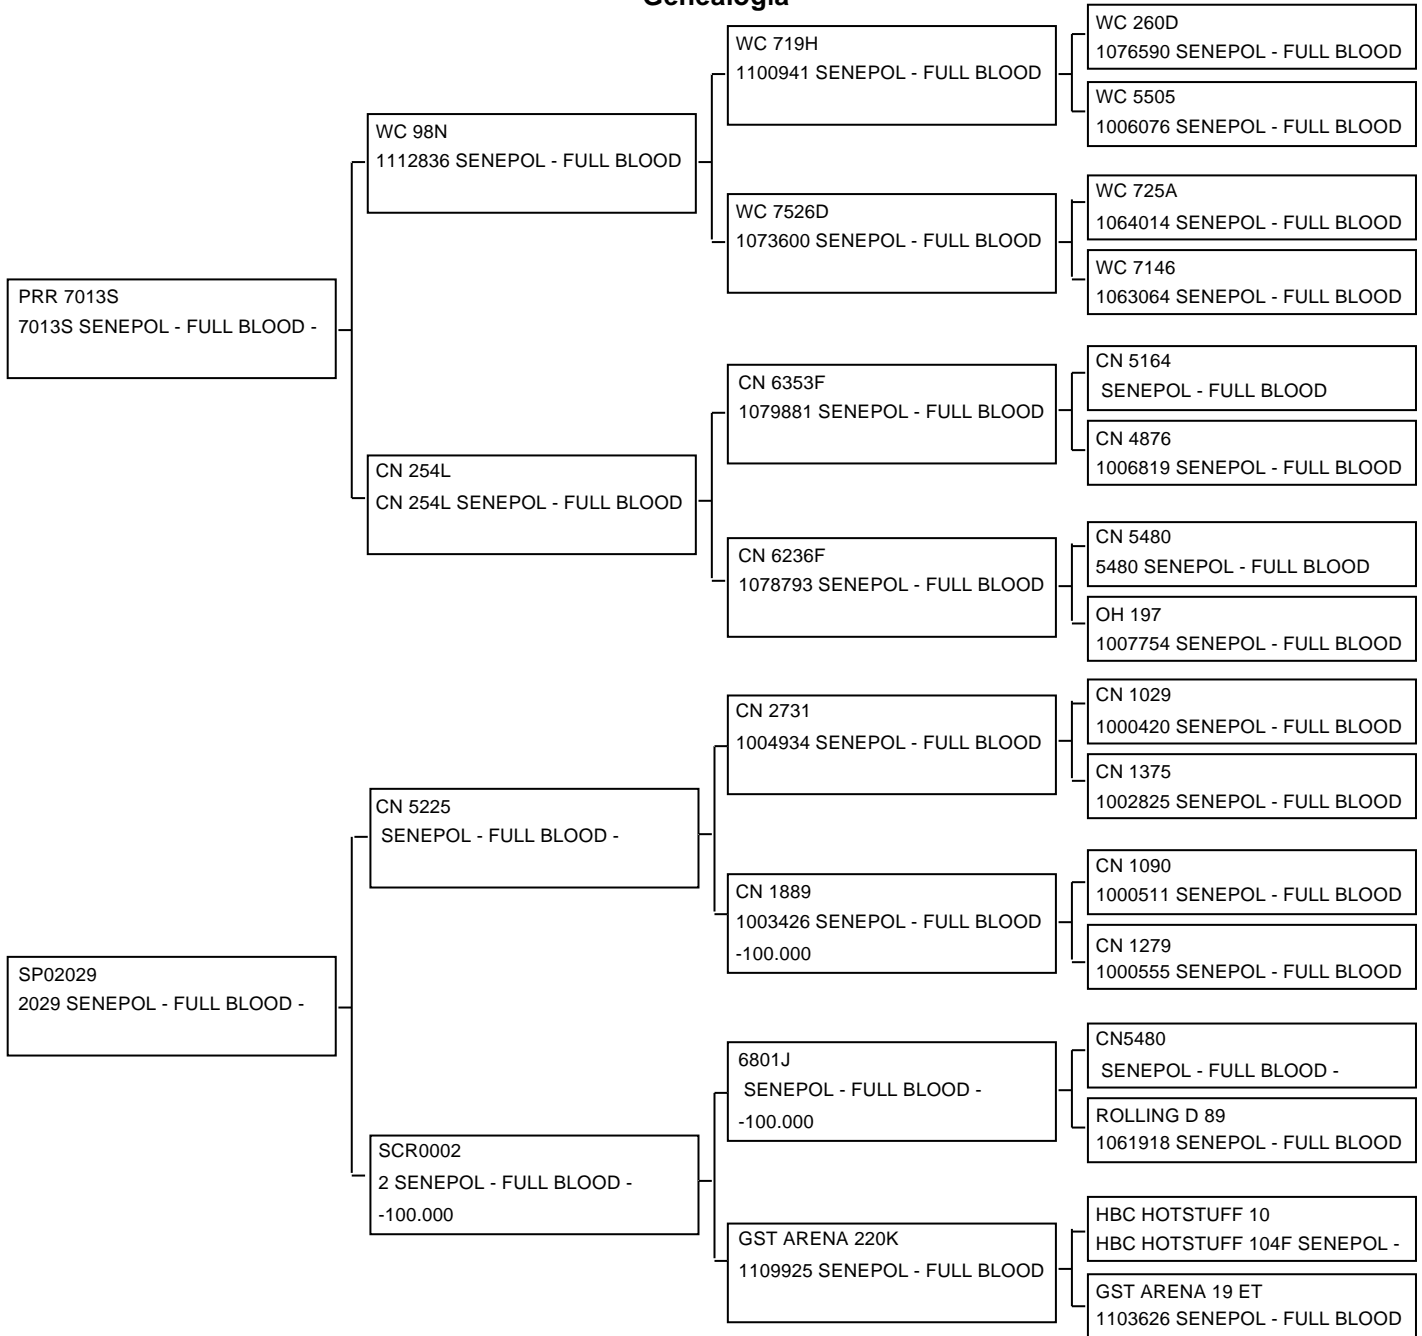 Genealogia
WC 260D
1076590 SENEPOL - FULL BLOOD
WC 719H
1100941 SENEPOL - FULL BLOOD
WC 5505
1006076 SENEPOL - FULL BLOOD
WC 98N
1112836 SENEPOL - FULL BLOOD
WC 725A
1064014 SENEPOL - FULL BLOOD
WC 7526D
1073600 SENEPOL - FULL BLOOD
WC 7146
1063064 SENEPOL - FULL BLOOD
PRR 7013S
7013S SENEPOL - FULL BLOOD -
CN 5164
SENEPOL - FULL BLOOD
CN 6353F
1079881 SENEPOL - FULL BLOOD
CN 4876
1006819 SENEPOL - FULL BLOOD
CN 254L
CN 254L SENEPOL - FULL BLOOD
CN 5480
5480 SENEPOL - FULL BLOOD
CN 6236F
1078793 SENEPOL - FULL BLOOD
OH 197
1007754 SENEPOL - FULL BLOOD
CN 1029
1000420 SENEPOL - FULL BLOOD
CN 2731
1004934 SENEPOL - FULL BLOOD
CN 1375
1002825 SENEPOL - FULL BLOOD
CN 5225
SENEPOL - FULL BLOOD -
CN 1090
1000511 SENEPOL - FULL BLOOD
CN 1889
1003426 SENEPOL - FULL BLOOD
-100.000
CN 1279
1000555 SENEPOL - FULL BLOOD
SP02029
2029 SENEPOL - FULL BLOOD -
CN5480
SENEPOL - FULL BLOOD -
6801J
SENEPOL - FULL BLOOD -
-100.000
ROLLING D 89
1061918 SENEPOL - FULL BLOOD
SCR0002
2 SENEPOL - FULL BLOOD -
-100.000
HBC HOTSTUFF 10
HBC HOTSTUFF 104F SENEPOL -
GST ARENA 220K
1109925 SENEPOL - FULL BLOOD
GST ARENA 19 ET
1103626 SENEPOL - FULL BLOOD